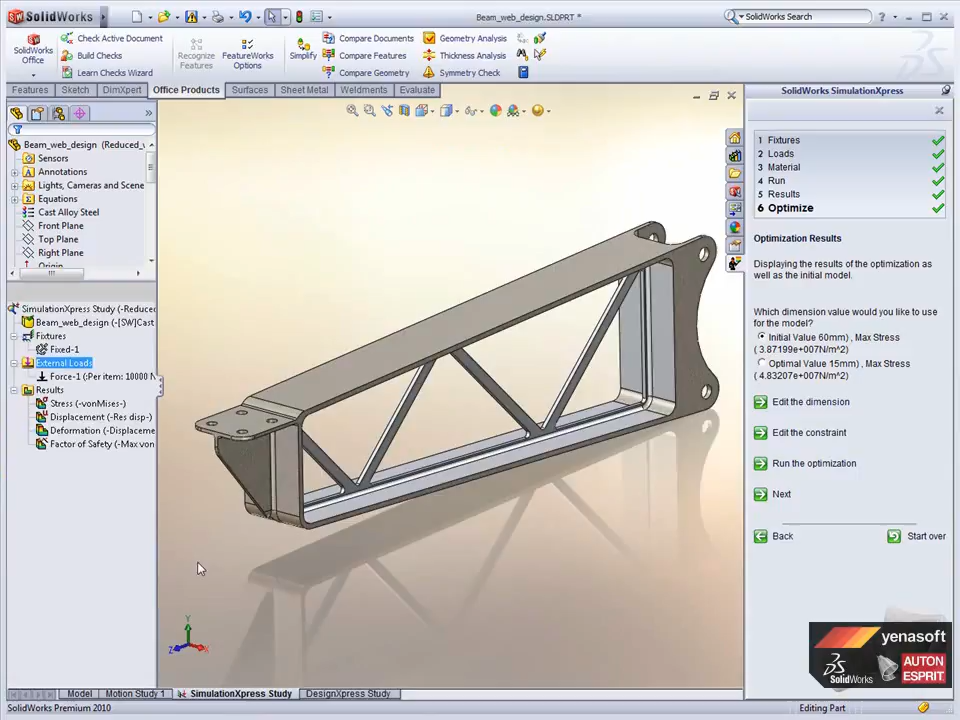 SolidWorks
Beam_web_design.SLDPRT *
SolidWorks Search
SolidWorks
Office
Check Active Document
Build Checks
Learn Checks Wizard
Recognize
Features
FeatureWorks
Options
Simplify
Compare Documents
Compare Features
Compare Geometry
Geometry Analysis
Thickness Analysis
Symmetry Check
Features
Sketch
DimXpert
Office Products
Surfaces
Sheet Metal
Weldments
Evaluate
SolidWorks SimulationXpress
Beam_web_design (Reduced_
Sensors
Annotations
Lights, Cameras and Scene
Equations
Cast Alloy Steel
Front Plane
Top Plane
Right Plane
Origin
SimulationXpress Study (-Reduced
Beam_web_design (-[SW]Cast
Fixtures
Fixed-1
External Loads
Force-1 (:Per item: 10000 N
Results
Stress (-vonMises-)
Displacement (-Res disp-)
Deformation (-Displaceme
Factor of Safety (-Max von
1 Fixtures
2 Loads
3 Material
4 Run
5 Results
6 Optimize
Optimization Results
Displaying the results of the optimization as
well as the initial model.
Which dimension value would you like to use
for the model?
Initial Value 60mm) , Max Stress
( 3.87199e+007N/m^2)
Optimal Value 15mm) , Max Stress
( 4.83207e+007N/m^2)
Edit the dimension
Edit the constraint
Run the optimization
Next
Back
Start over
Y
Z
X
yenasoft
SolidWorks
AUTON
ESPRIT
Model
Motion Study 1
SimulationXpress Study
DesignXpress Study
SolidWorks Premium 2010
Editing Part